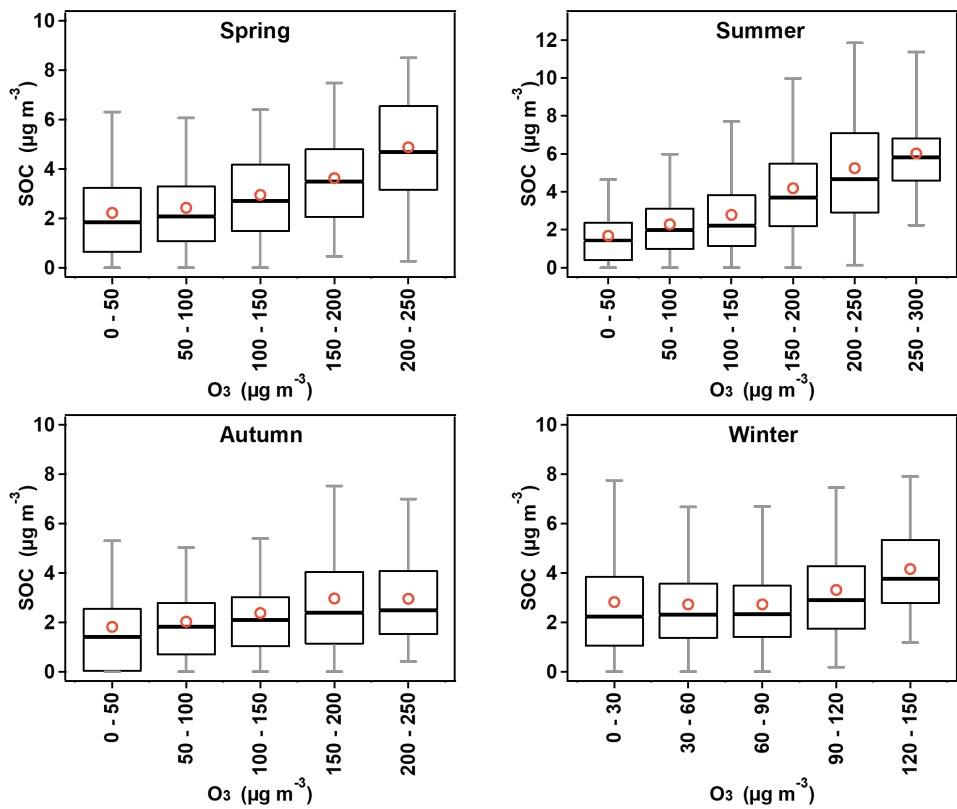 Spring
SOC (µg m⁻³)
10
8
6
4
2
0
0 - 50
50 - 100
100 - 150
150 - 200
200 - 250
O₃ (µg m⁻³)
Summer
SOC (µg m⁻³)
12
10
8
6
4
2
0
0 - 50
50 - 100
100 - 150
150 - 200
200 - 250
250 - 300
O₃ (µg m⁻³)
Autumn
SOC (µg m⁻³)
10
8
6
4
2
0
0 - 50
50 - 100
100 - 150
150 - 200
200 - 250
O₃ (µg m⁻³)
Winter
SOC (µg m⁻³)
10
8
6
4
2
0
0 - 30
30 - 60
60 - 90
90 - 120
120 - 150
O₃ (µg m⁻³)